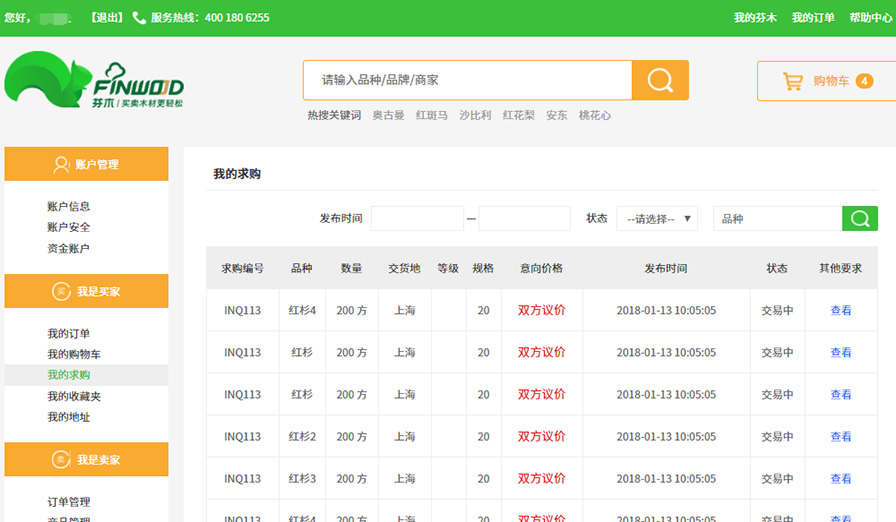 您好,
【退出】 服务热线：400 180 6255
我的芬木 我的订单 帮助中心
FINWOOD
芬木 | 买卖木材更轻松
请输入品种/品牌/商家
购物车 4
热搜关键词 奥古曼 红斑马 沙比利 红花梨 安东 桃花心
账户管理
账户信息
账户安全
资金账户
买 我是买家
我的订单
我的购物车
我的求购
我的收藏夹
我的地址
卖 我是卖家
订单管理
产品管理
我的求购
发布时间 — 状态 --请选择-- ▼ 品种
求购编号 品种 数量 交货地 等级 规格 意向价格 发布时间 状态 其他要求
INQ113 红杉4 200 方 上海 20 双方议价 2018-01-13 10:05:05 交易中 查看
INQ113 红杉 200 方 上海 20 双方议价 2018-01-13 10:05:05 交易中 查看
INQ113 红杉 200 方 上海 20 双方议价 2018-01-13 10:05:05 交易中 查看
INQ113 红杉2 200 方 上海 20 双方议价 2018-01-13 10:05:05 交易中 查看
INQ113 红杉3 200 方 上海 20 双方议价 2018-01-13 10:05:05 交易中 查看
INQ113 红杉4 200 方 上海 20 双方议价 2018-01-13 10:05:05 交易中 查看